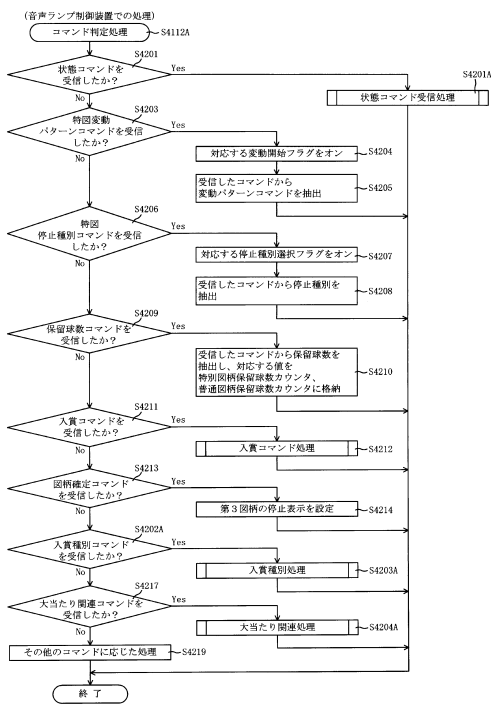 (音声ランプ制御装置での処理)
コマンド判定処理
S4112A
S4201
状態コマンドを
受信したか?
Yes
No
S4201A
状態コマンド受信処理
S4203
特図変動
パターンコマンドを受信
したか?
Yes
No
対応する変動開始フラグをオン
S4204
受信したコマンドから
変動パターンコマンドを抽出
S4205
S4206
特図
停止種別コマンドを受信
したか?
Yes
No
対応する停止種別選択フラグをオン
S4207
受信したコマンドから停止種別を
抽出
S4208
S4209
保留球数コマンドを
受信したか?
Yes
No
受信したコマンドから保留球数を
抽出し、対応する値を
特別図柄保留球数カウンタ、
普通図柄保留球数カウンタに格納
S4210
S4211
入賞コマンドを
受信したか?
Yes
No
入賞コマンド処理
S4212
S4213
図柄確定コマンド
を受信したか?
Yes
No
第3図柄の停止表示を設定
S4214
S4202A
入賞種別コマンド
を受信したか?
Yes
No
入賞種別処理
S4203A
S4217
大当たり関連コマンドを
受信したか?
Yes
No
大当たり関連処理
S4204A
その他のコマンドに応じた処理
S4219
終了